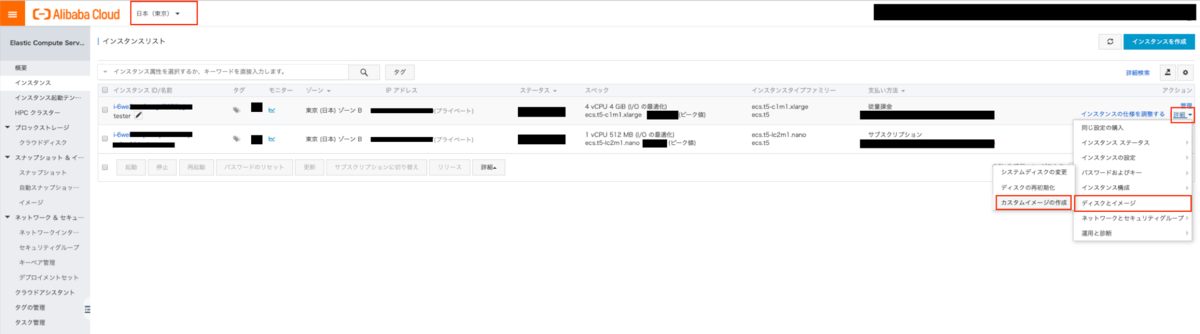 Alibaba Cloud
日本（東京）
Elastic Compute Serv...
インスタンスリスト
インスタンスを作成
概要
インスタンス
インスタンス起動テン...
HPC クラスター
ブロックストレージ
クラウドディスク
スナップショット & イ...
スナップショット
自動スナップショッ...
イメージ
ネットワーク & セキュ...
ネットワークインタ...
セキュリティグループ
キーペア管理
デプロイメントセット
クラウドアシスタント
タグの管理
タスク管理
インスタンス属性を選択するか、キーワードを直接入力します。
タグ
詳細検索
インスタンス ID/名前 タグ モニター ゾーン IP アドレス ステータス スペック インスタンスタイプファミリー 支払い方法 アクション
i-6we
tester
東京 (日本) ゾーン B
(プライベート)
4 vCPU 4 GiB (I/O の最適化)
ecs.t5-c1m1.xlarge (ピーク値)
ecs.t5-c1m1.xlarge
ecs.t5
従量課金
管理
インスタンスの仕様を調整する 詳細
i-6we
東京 (日本) ゾーン B
(プライベート)
1 vCPU 512 MB (I/O の最適化)
ecs.t5-lc2m1.nano (ピーク値)
ecs.t5-lc2m1.nano
ecs.t5
サブスクリプション
起動 停止 再起動 パスワードのリセット 更新 サブスクリプションに切り替え リリース 詳細
同じ設定の購入
インスタンス ステータス
インスタンスの設定
パスワードおよびキー
インスタンス構成
ディスクとイメージ
ネットワークとセキュリティグループ
運用と診断
システムディスクの変更
ディスクの再初期化
カスタムイメージの作成